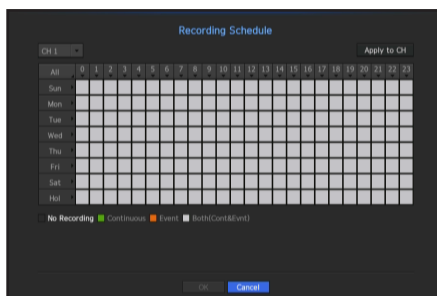 Recording Schedule
CH 1 Apply to CH
All 0 1 2 3 4 5 6 7 8 9 10 11 12 13 14 15 16 17 18 19 20 21 22 23
Sun
Mon
Tue
Wed
Thu
Fri
Sat
Hol
No Recording Continuous Event Both(Cont&Evnt)
OK Cancel